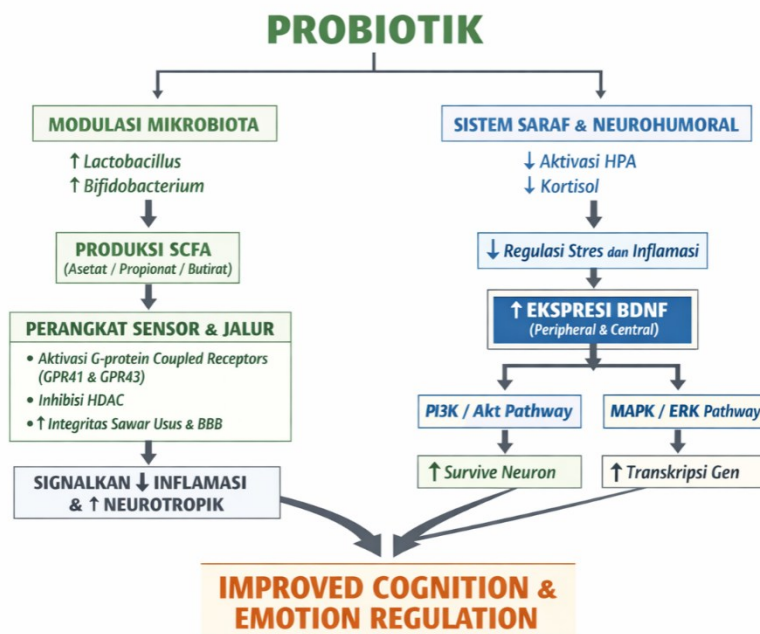 PROBIOTIK
MODULASI MIKROBIOTA
↑ Lactobacillus
↑ Bifidobacterium
PRODUKSI SCFA
(Asetat / Propionat / Butirat)
PERANGKAT SENSOR & JALUR
• Aktivasi G-protein Coupled Receptors
(GPR41 & GPR43)
• Inhibisi HDAC
• ↑ Integritas Sawar Usus & BBB
SIGNALKAN ↓ INFLAMASI
& ↑ NEUROTROPIK
SISTEM SARAF & NEUROHUMORAL
↓ Aktivasi HPA
↓ Kortisol
↓ Regulasi Stres dan Inflamasi
↑ EKSPRESI BDNF
(Peripheral & Central)
PI3K / Akt Pathway
↑ Survive Neuron
MAPK / ERK Pathway
↑ Transkripsi Gen
IMPROVED COGNITION &
EMOTION REGULATION